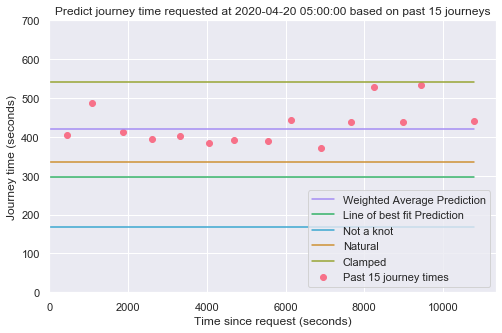 Predict journey time requested at 2020-04-20 05:00:00 based on past 15 journeys
Journey time (seconds)
700
600
500
400
300
200
100
0
Weighted Average Prediction
Line of best fit Prediction
Not a knot
Natural
Clamped
Past 15 journey times
0 2000 4000 6000 8000 10000
Time since request (seconds)